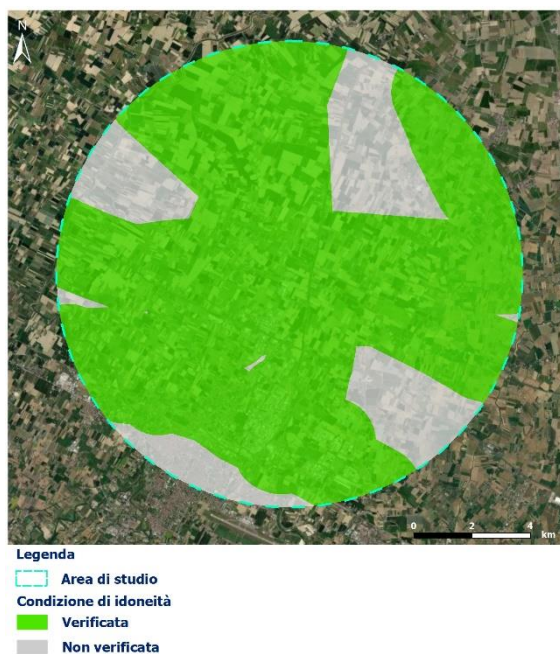 N
0 2 4
km
Legenda
Area di studio
Condizione di idoneità
Verificata
Non verificata